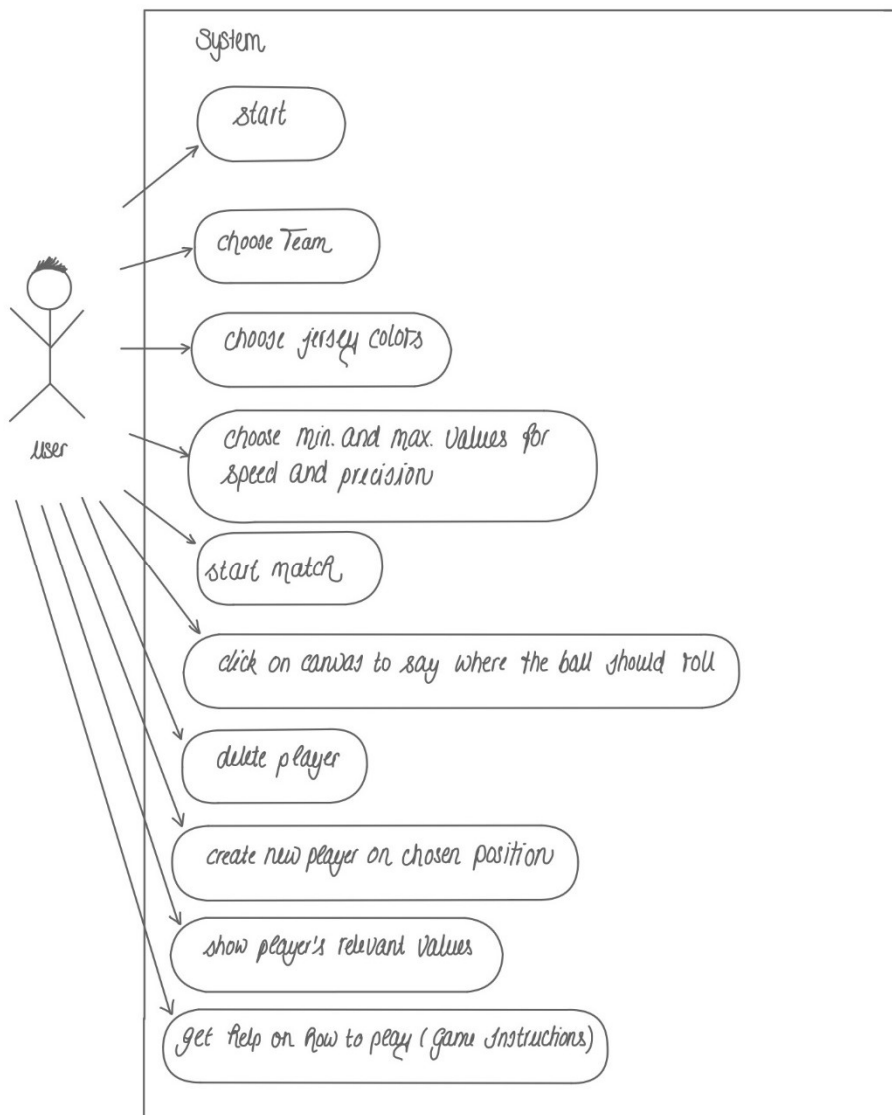 System
start
choose Team
choose jersey colors
user
choose min. and max. values for
speed and precision
start match
click on canvas to say where the ball should roll
delete player
create new player on chosen position
show player's relevant values
get help on how to play (Game Instructions)